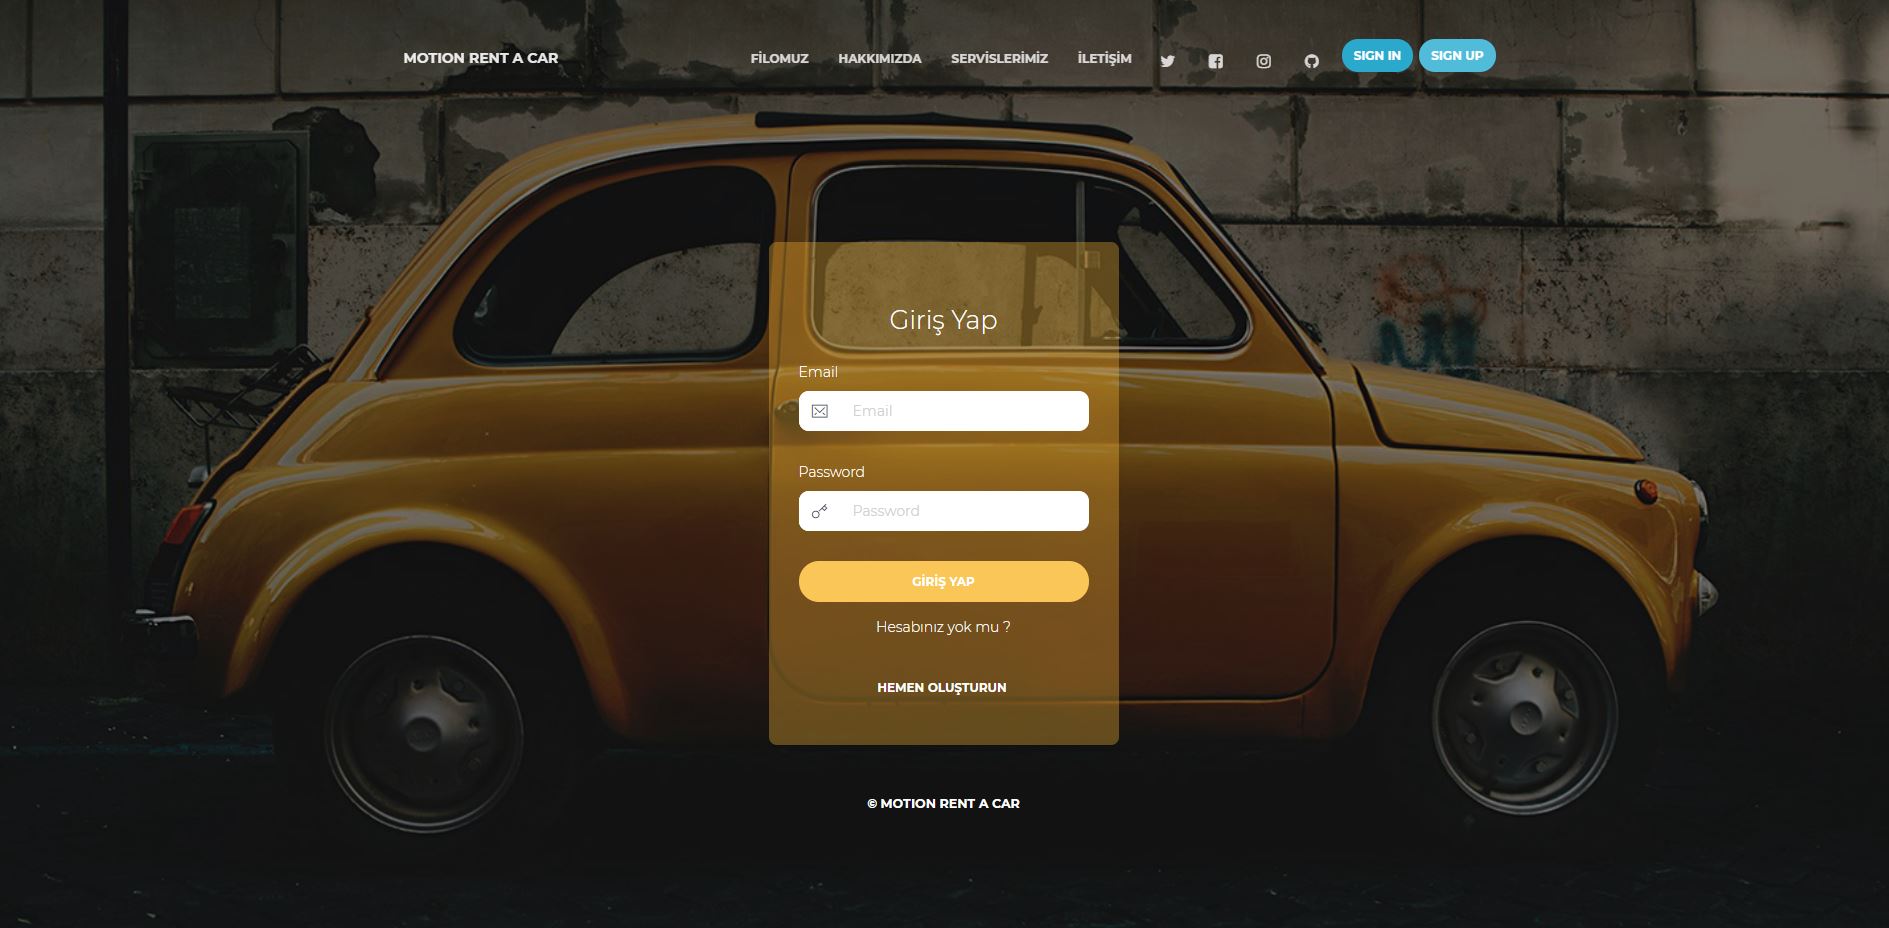 MOTION RENT A CAR
FİLOMUZ HAKKIMIZDA SERVİSLERİMİZ İLETİŞİM SIGN IN SIGN UP
Giriş Yap
Email
Email
Password
Password
GİRİŞ YAP
Hesabınız yok mu ?
HEMEN OLUŞTURUN
© MOTION RENT A CAR